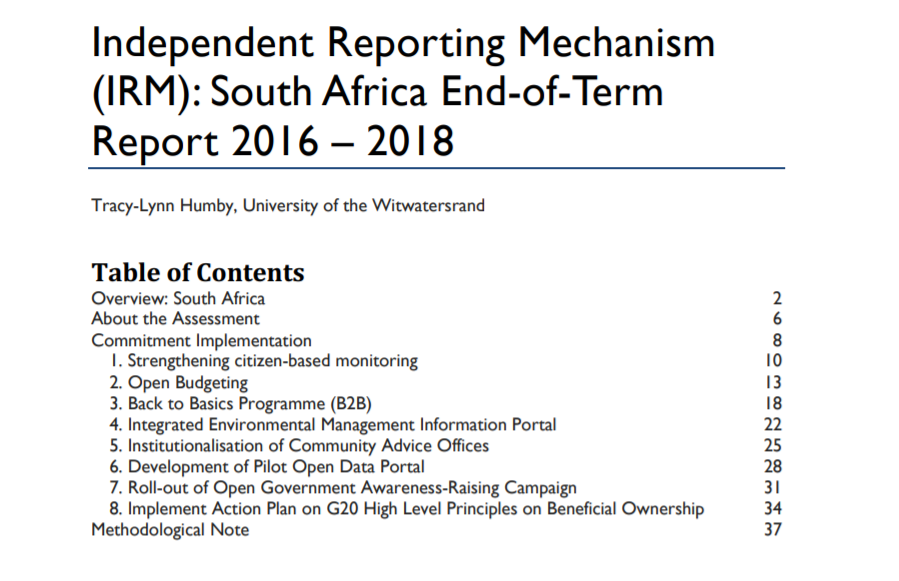 Independent Reporting Mechanism
(IRM): South Africa End-of-Term
Report 2016 – 2018
Tracy-Lynn Humby, University of the Witwatersrand
Table of Contents
Overview: South Africa 2
About the Assessment 6
Commitment Implementation 8
1. Strengthening citizen-based monitoring 10
2. Open Budgeting 13
3. Back to Basics Programme (B2B) 18
4. Integrated Environmental Management Information Portal 22
5. Institutionalisation of Community Advice Offices 25
6. Development of Pilot Open Data Portal 28
7. Roll-out of Open Government Awareness-Raising Campaign 31
8. Implement Action Plan on G20 High Level Principles on Beneficial Ownership 34
Methodological Note 37